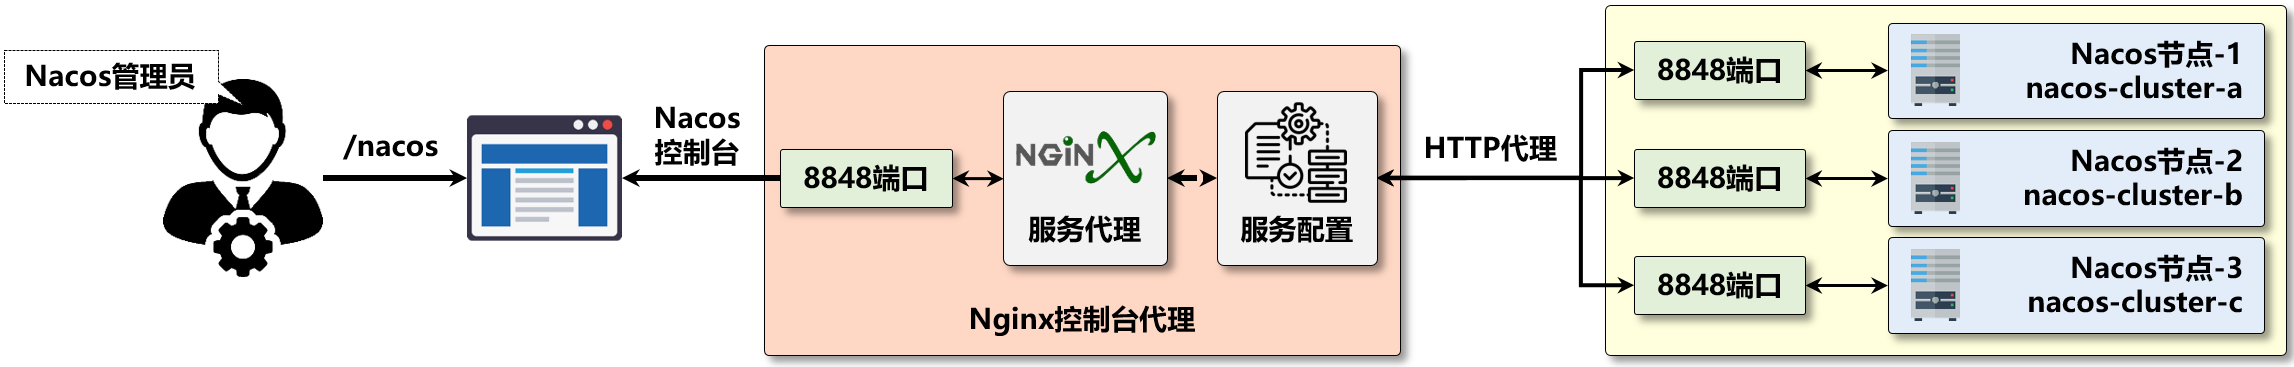 Nacos管理员
/nacos
Nacos
控制台
8848端口
NGiNX
服务代理
服务配置
Nginx控制台代理
HTTP代理
8848端口
Nacos节点-1
nacos-cluster-a
8848端口
Nacos节点-2
nacos-cluster-b
8848端口
Nacos节点-3
nacos-cluster-c